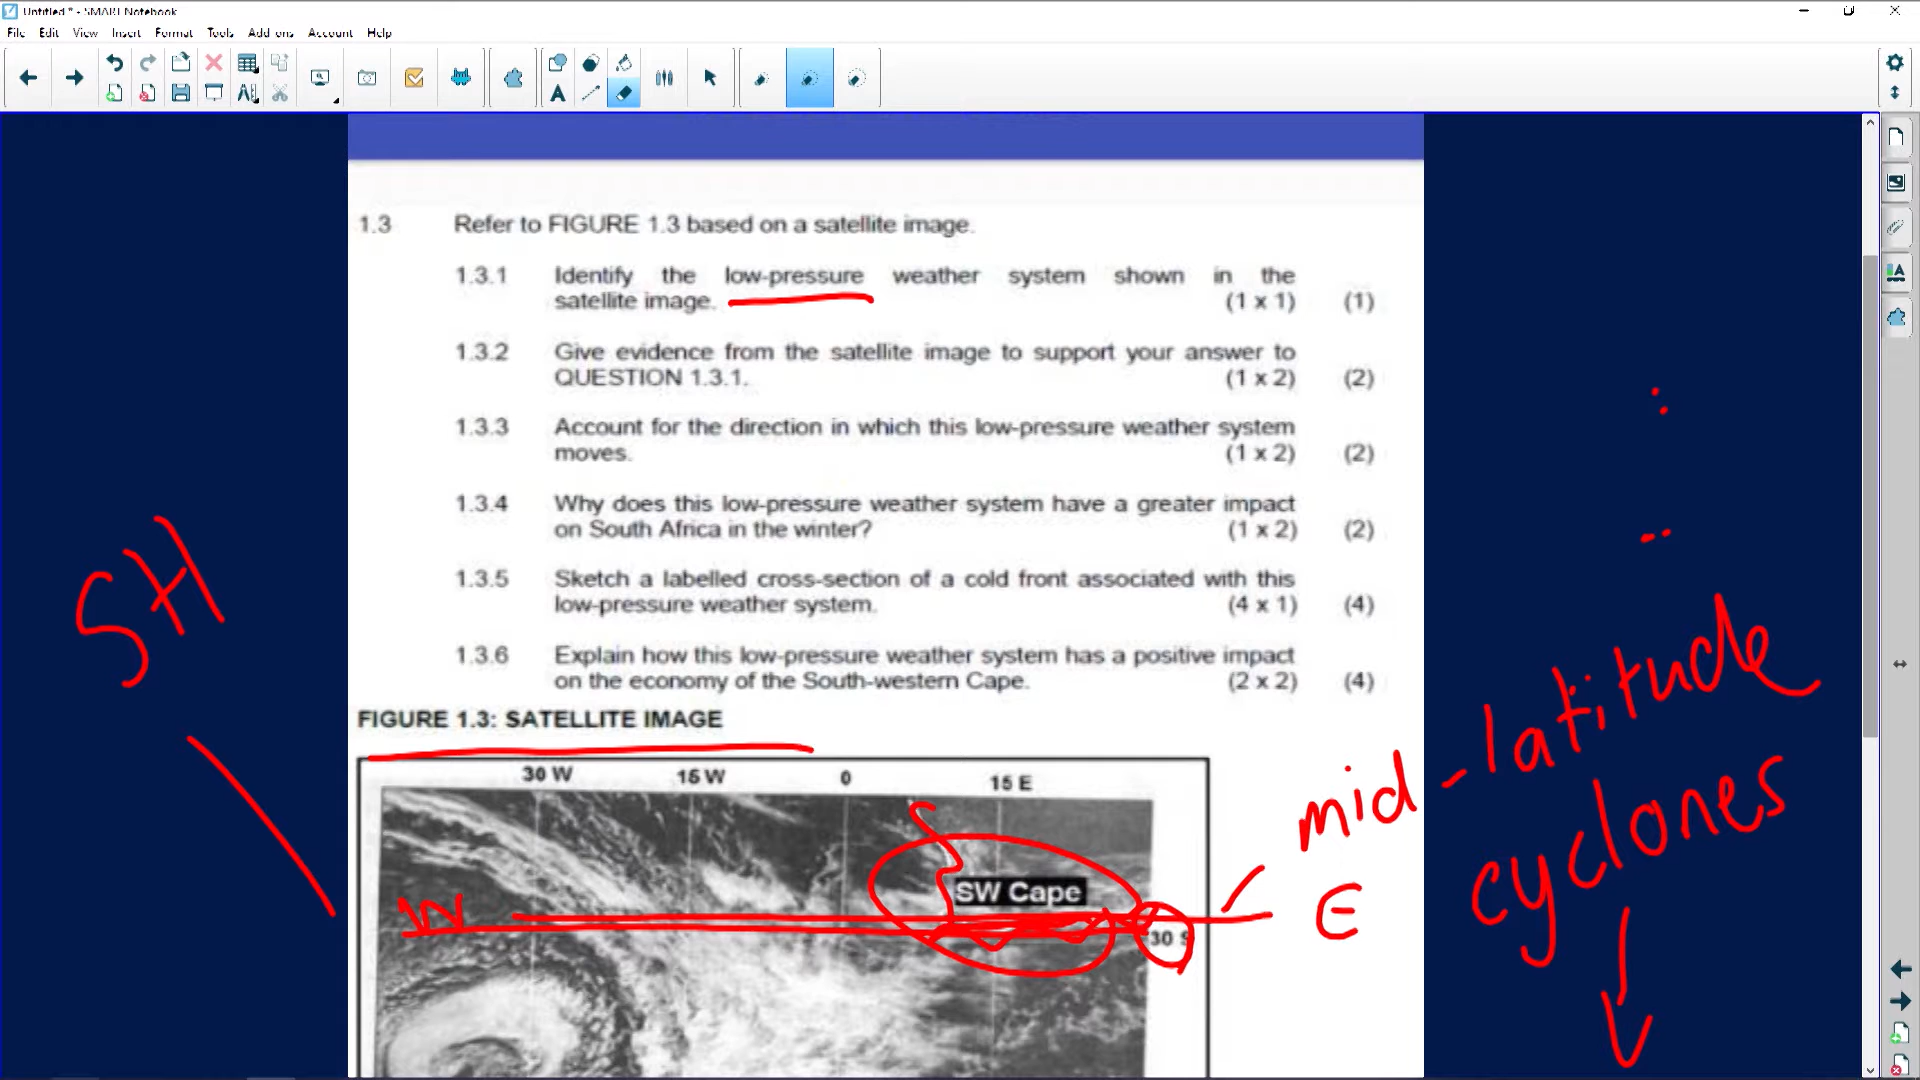 Untitled * - SMART Notebook
File Edit View Insert Format Tools Add-ons Account Help
1.3 Refer to FIGURE 1.3 based on a satellite image.
1.3.1 Identify the low-pressure weather system shown in the
satellite image. (1 x 1) (1)
1.3.2 Give evidence from the satellite image to support your answer to
QUESTION 1.3.1. (1 x 2) (2)
1.3.3 Account for the direction in which this low-pressure weather system
moves. (1 x 2) (2)
1.3.4 Why does this low-pressure weather system have a greater impact
on South Africa in the winter? (1 x 2) (2)
1.3.5 Sketch a labelled cross-section of a cold front associated with this
low-pressure weather system. (4 x 1) (4)
1.3.6 Explain how this low-pressure weather system has a positive impact
on the economy of the South-western Cape. (2 x 2) (4)
FIGURE 1.3: SATELLITE IMAGE
30 W 15 W 0 15 E
SW Cape
30 S
SH
W
E
mid-latitude
cyclones